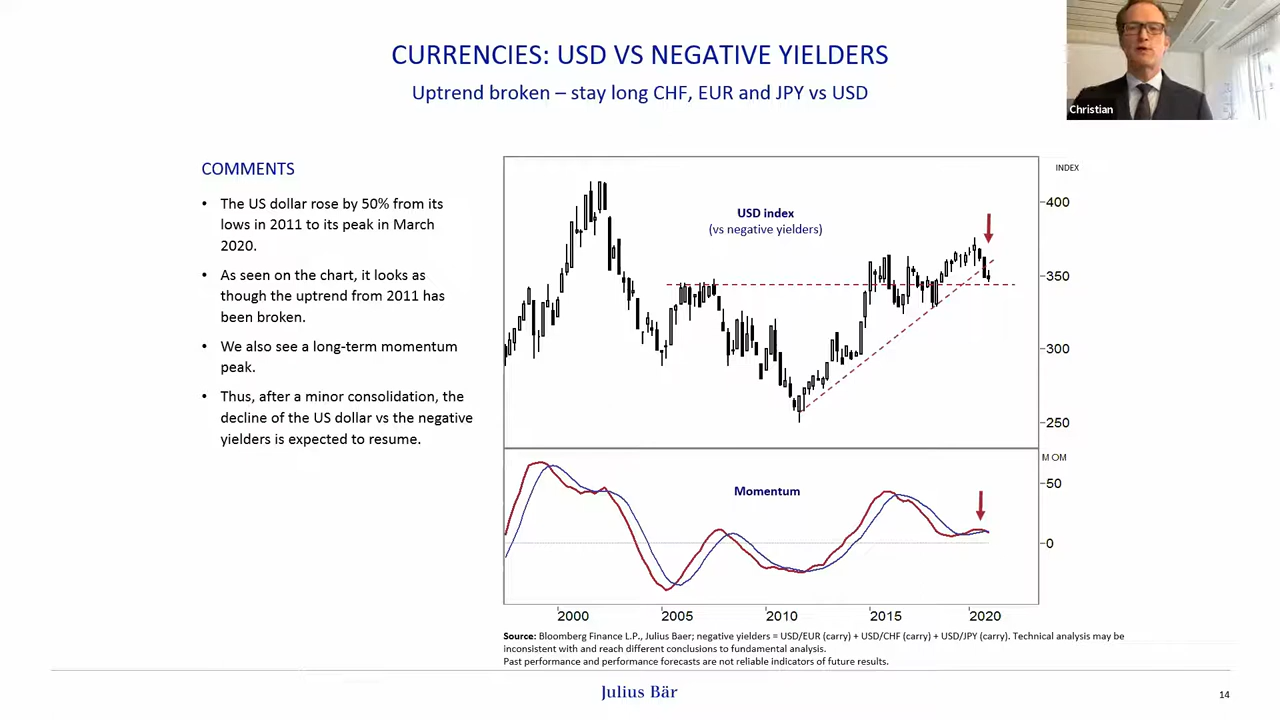 CURRENCIES: USD VS NEGATIVE YIELDERS
Uptrend broken – stay long CHF, EUR and JPY vs USD
Christian
COMMENTS
• The US dollar rose by 50% from its
lows in 2011 to its peak in March
2020.
• As seen on the chart, it looks as
though the uptrend from 2011 has
been broken.
• We also see a long-term momentum
peak.
• Thus, after a minor consolidation, the
decline of the US dollar vs the negative
yielders is expected to resume.
INDEX
USD index
(vs negative yielders)
400
350
300
250
MOM
Momentum
50
0
2000 2005 2010 2015 2020
Source: Bloomberg Finance L.P., Julius Baer; negative yielders = USD/EUR (carry) + USD/CHF (carry) + USD/JPY (carry). Technical analysis may be
inconsistent with and reach different conclusions to fundamental analysis.
Past performance and performance forecasts are not reliable indicators of future results.
Julius Bär
14